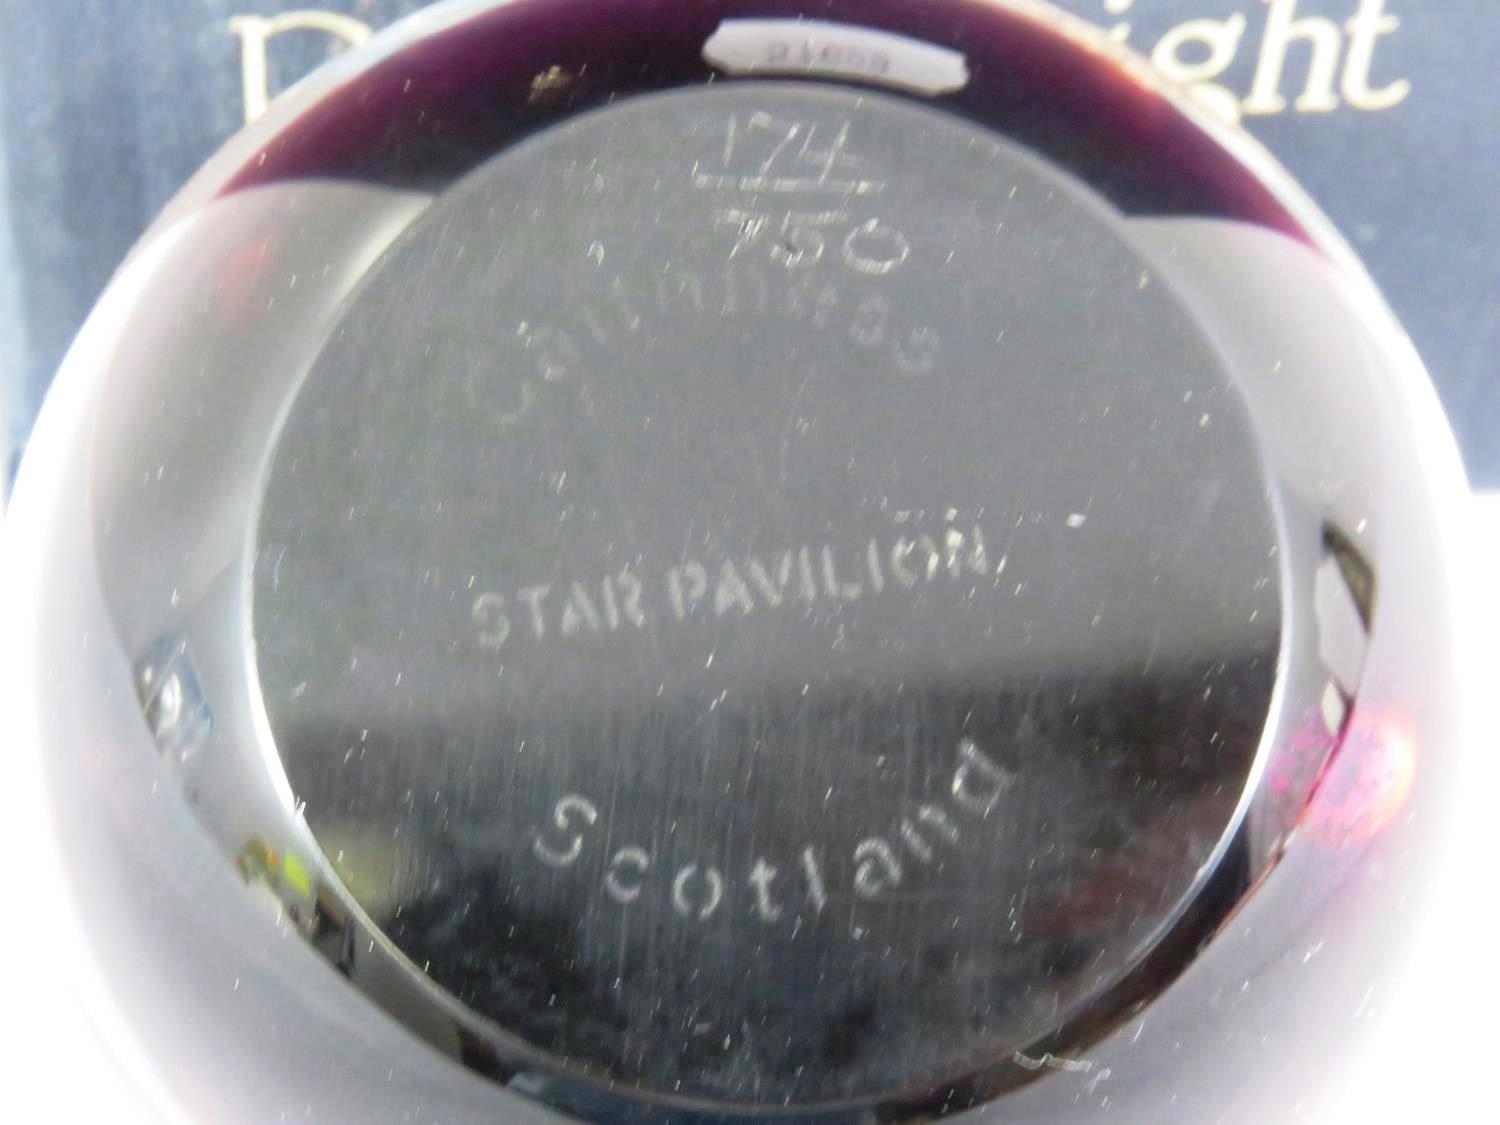 174
750
Caithness
STAR PAVILION
Scotland